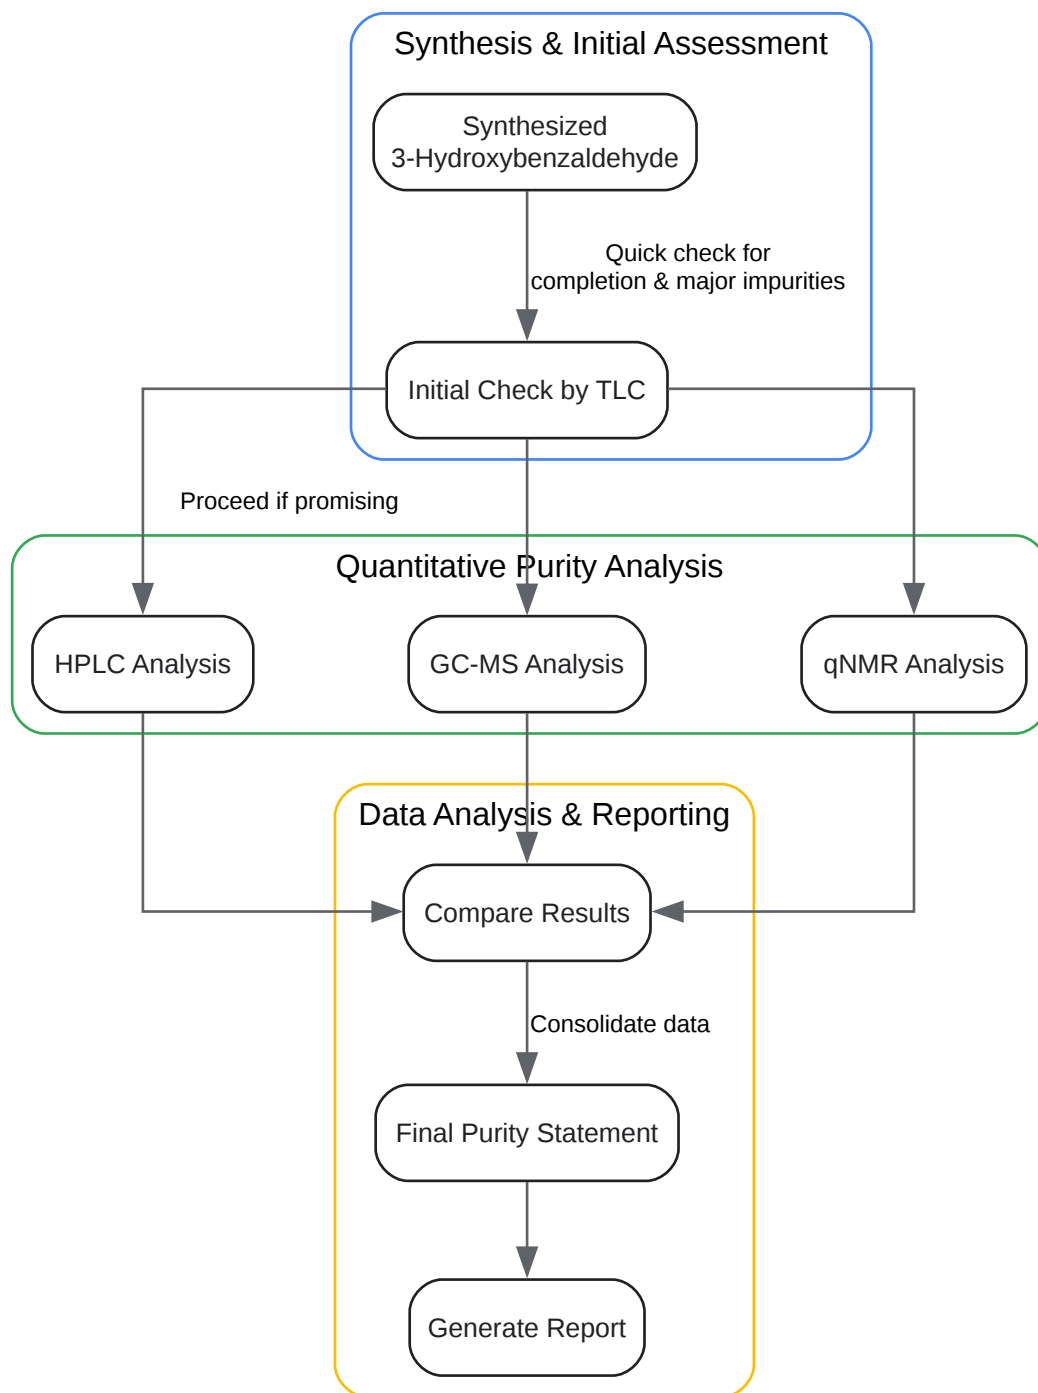 Synthesis & Initial Assessment
Synthesized
3-Hydroxybenzaldehyde
Quick check for
completion & major impurities
Initial Check by TLC
Proceed if promising
Quantitative Purity Analysis
HPLC Analysis
GC-MS Analysis
qNMR Analysis
Data Analysis & Reporting
Compare Results
Consolidate data
Final Purity Statement
Generate Report